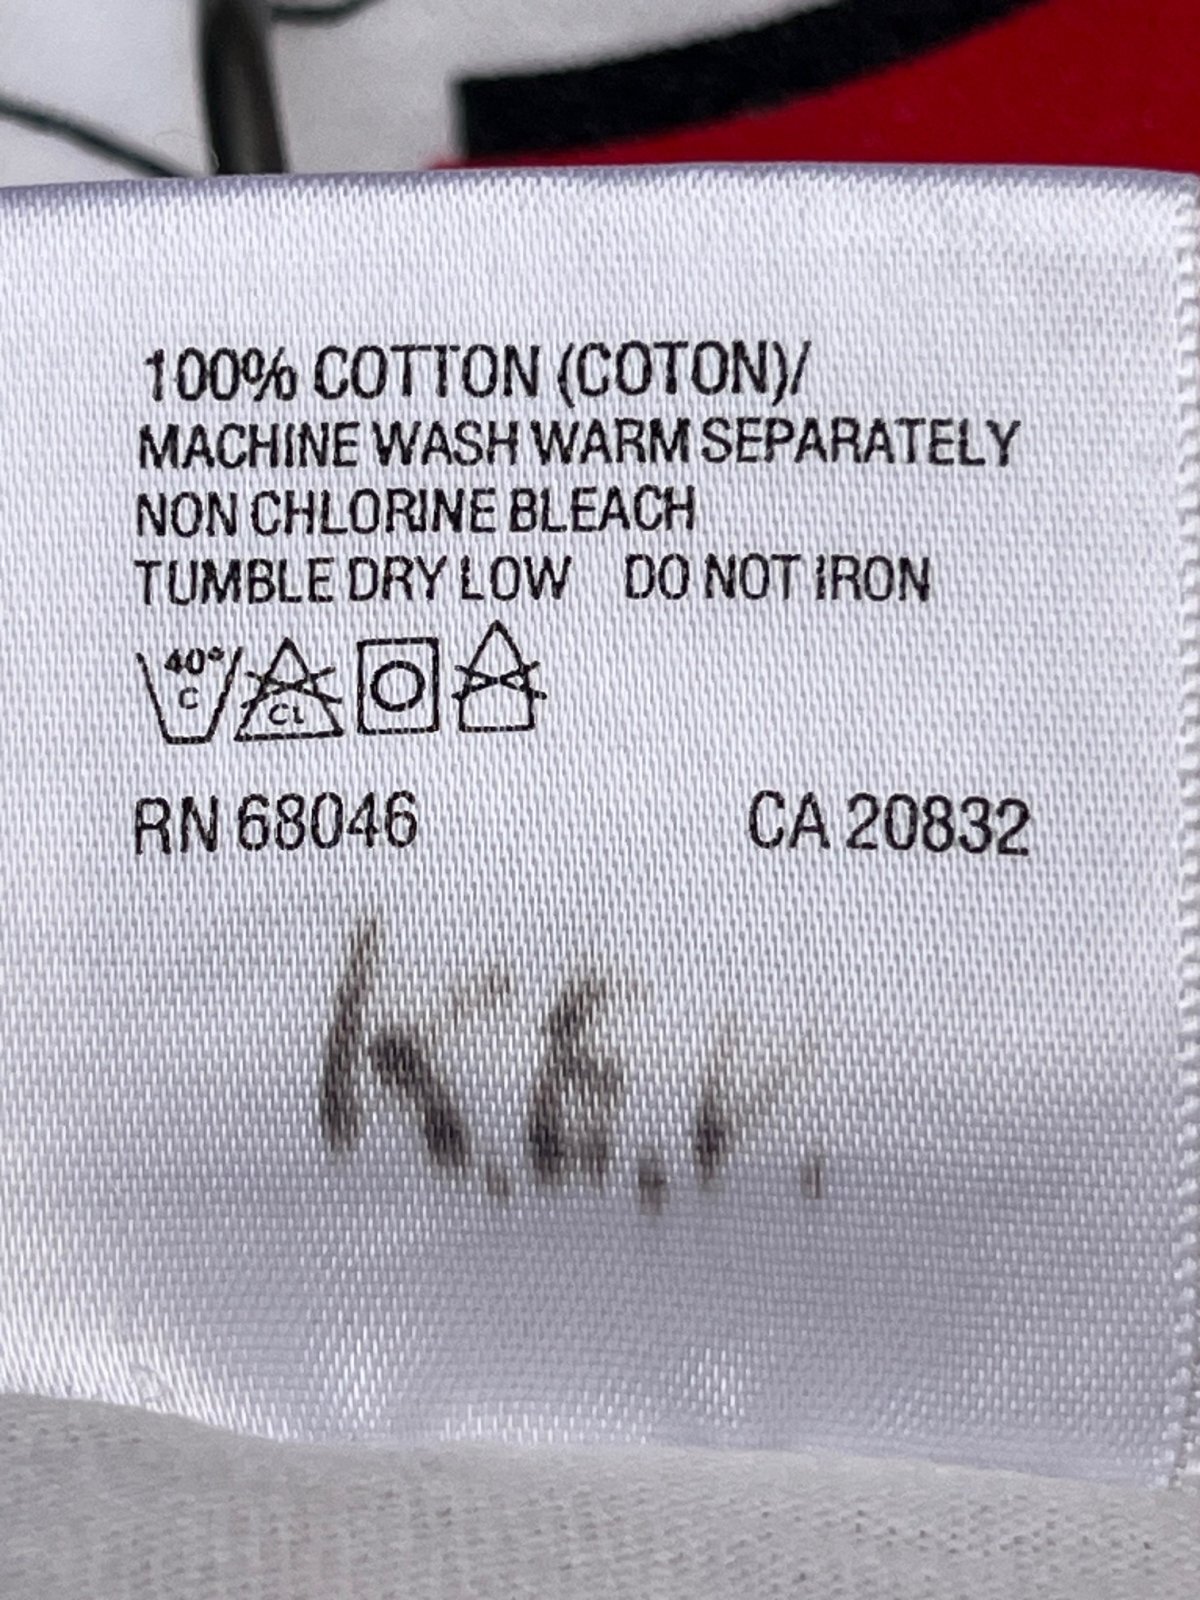 100% COTTON (COTON)/
MACHINE WASH WARM SEPARATELY
NON CHLORINE BLEACH
TUMBLE DRY LOW DO NOT IRON
40°
C
CL
RN 68046 CA 20832